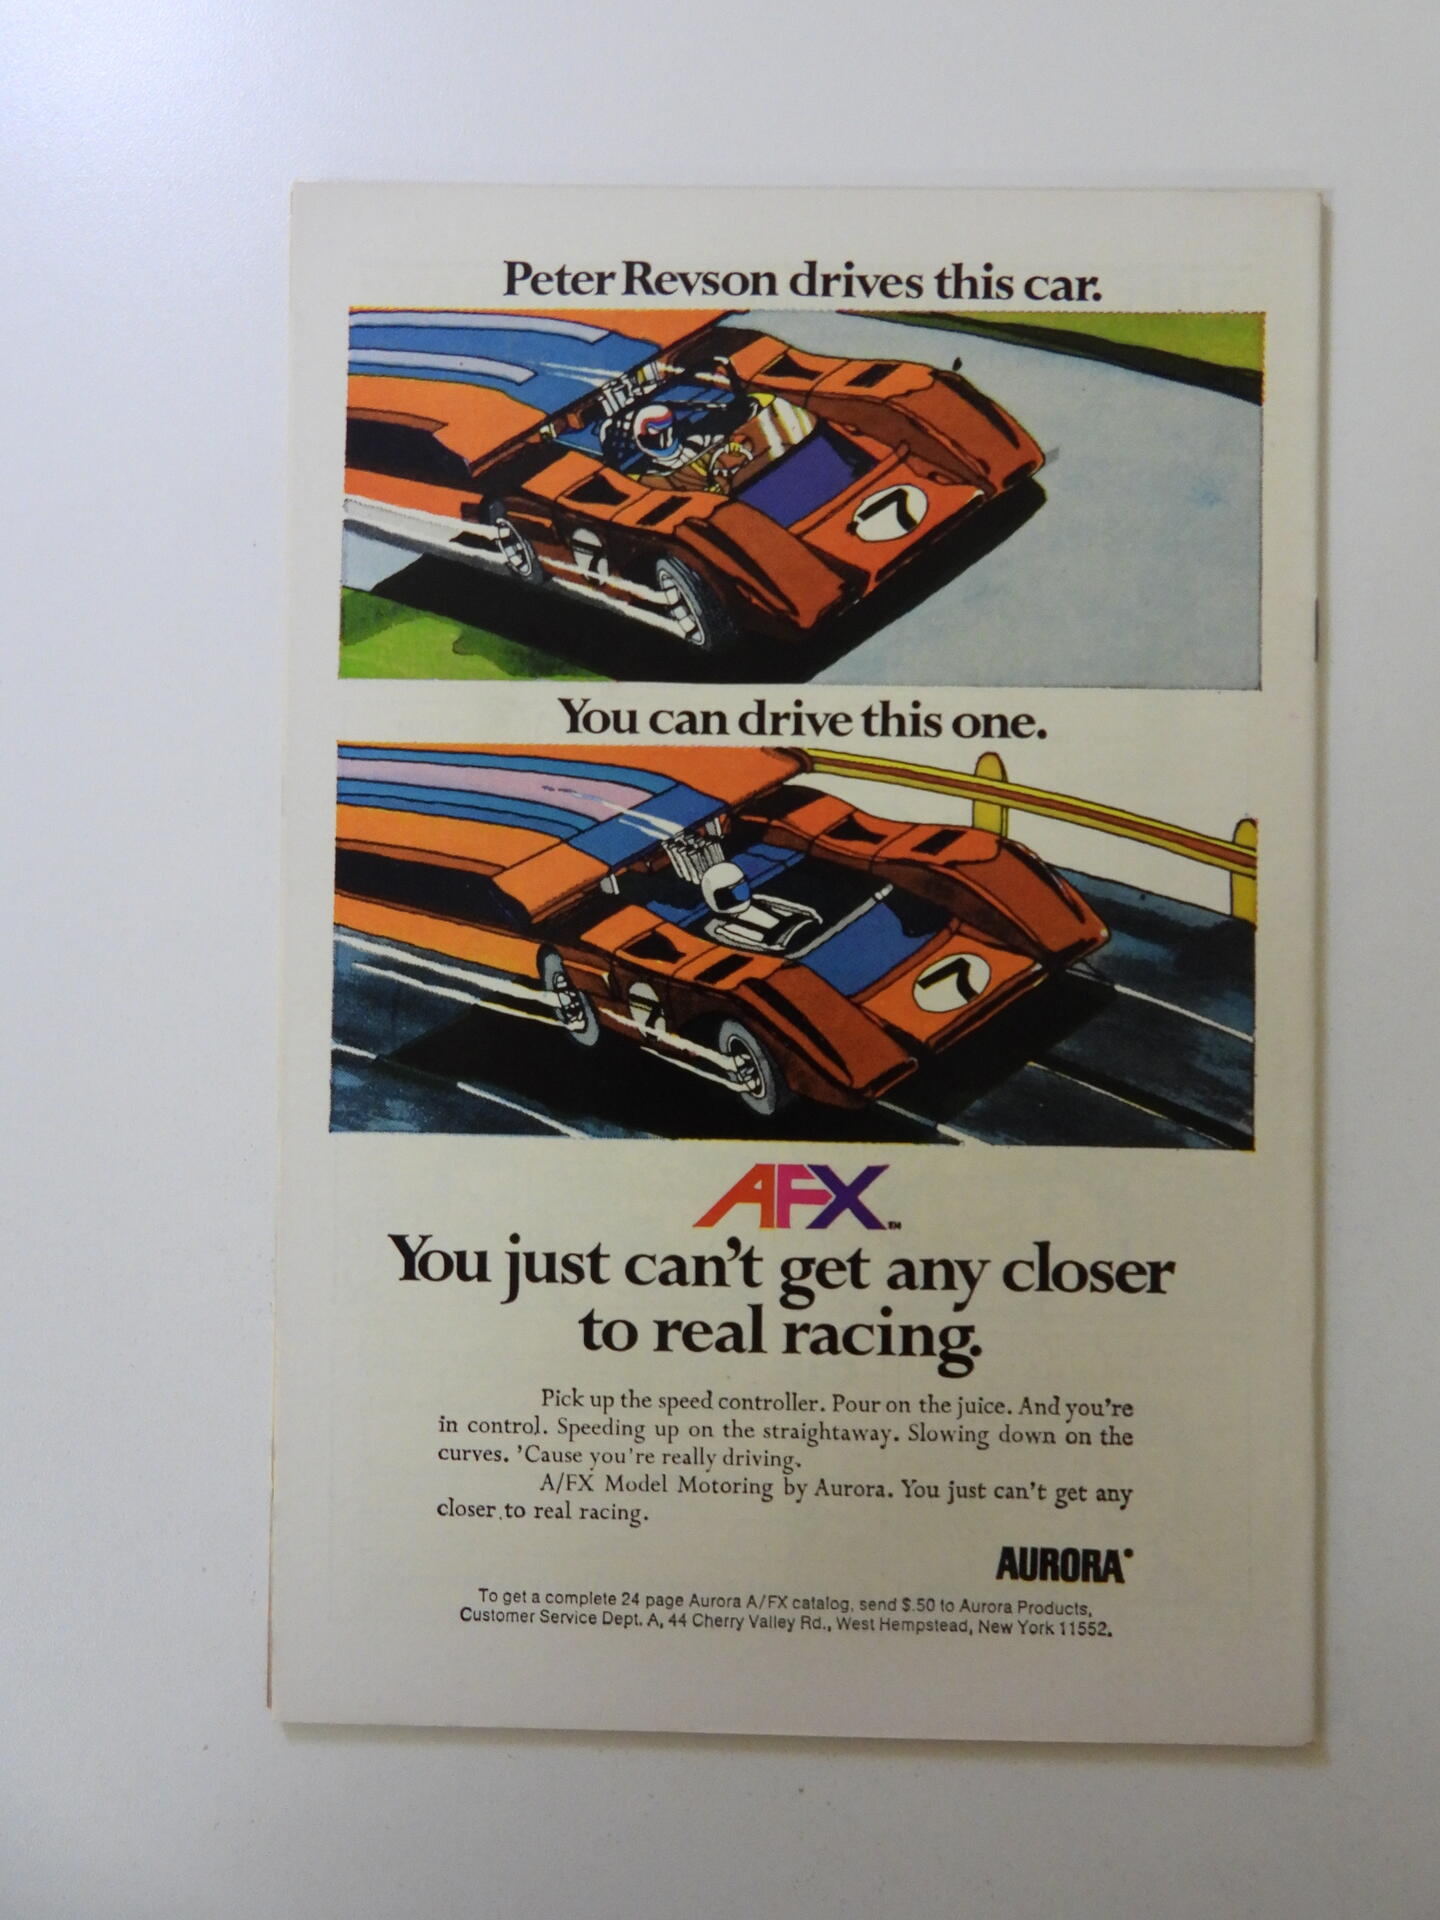 Peter Revson drives this car.
7
7
You can drive this one.
7
7
AFX™
You just can't get any closer
to real racing.
Pick up the speed controller. Pour on the juice. And you're
in control. Speeding up on the straightaway. Slowing down on the
curves. 'Cause you're really driving.
A/FX Model Motoring by Aurora. You just can't get any
closer to real racing.
AURORA®
To get a complete 24 page Aurora A/FX catalog, send $.50 to Aurora Products,
Customer Service Dept. A, 44 Cherry Valley Rd., West Hempstead, New York 11552.